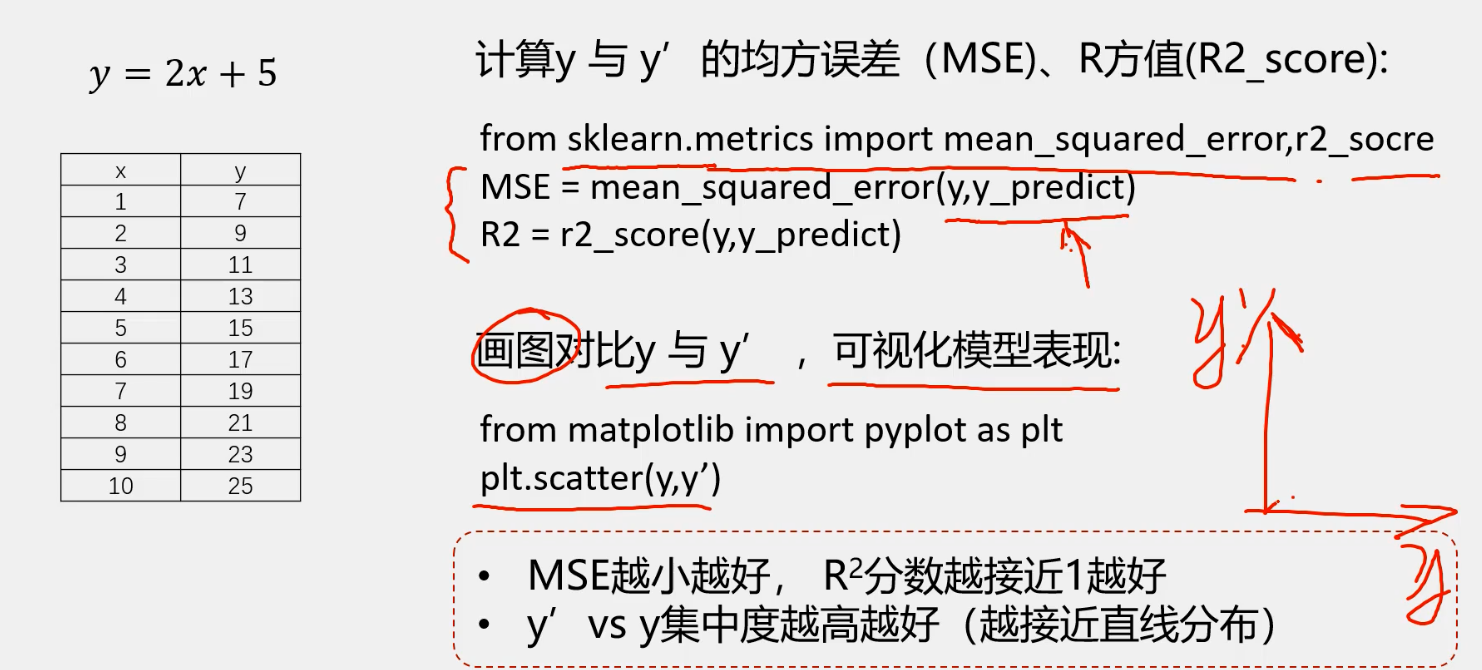 y = 2x + 5
x y
1 7
2 9
3 11
4 13
5 15
6 17
7 19
8 21
9 23
10 25
计算y 与 y′ 的均方误差（MSE)、R方值(R2_score):
from sklearn.metrics import mean_squared_error,r2_socre
MSE = mean_squared_error(y,y_predict)
R2 = r2_score(y,y_predict)
画图对比y 与 y′ ，可视化模型表现:
from matplotlib import pyplot as plt
plt.scatter(y,y’)
y'
y
• MSE越小越好， R²分数越接近1越好
• y′ vs y集中度越高越好（越接近直线分布）